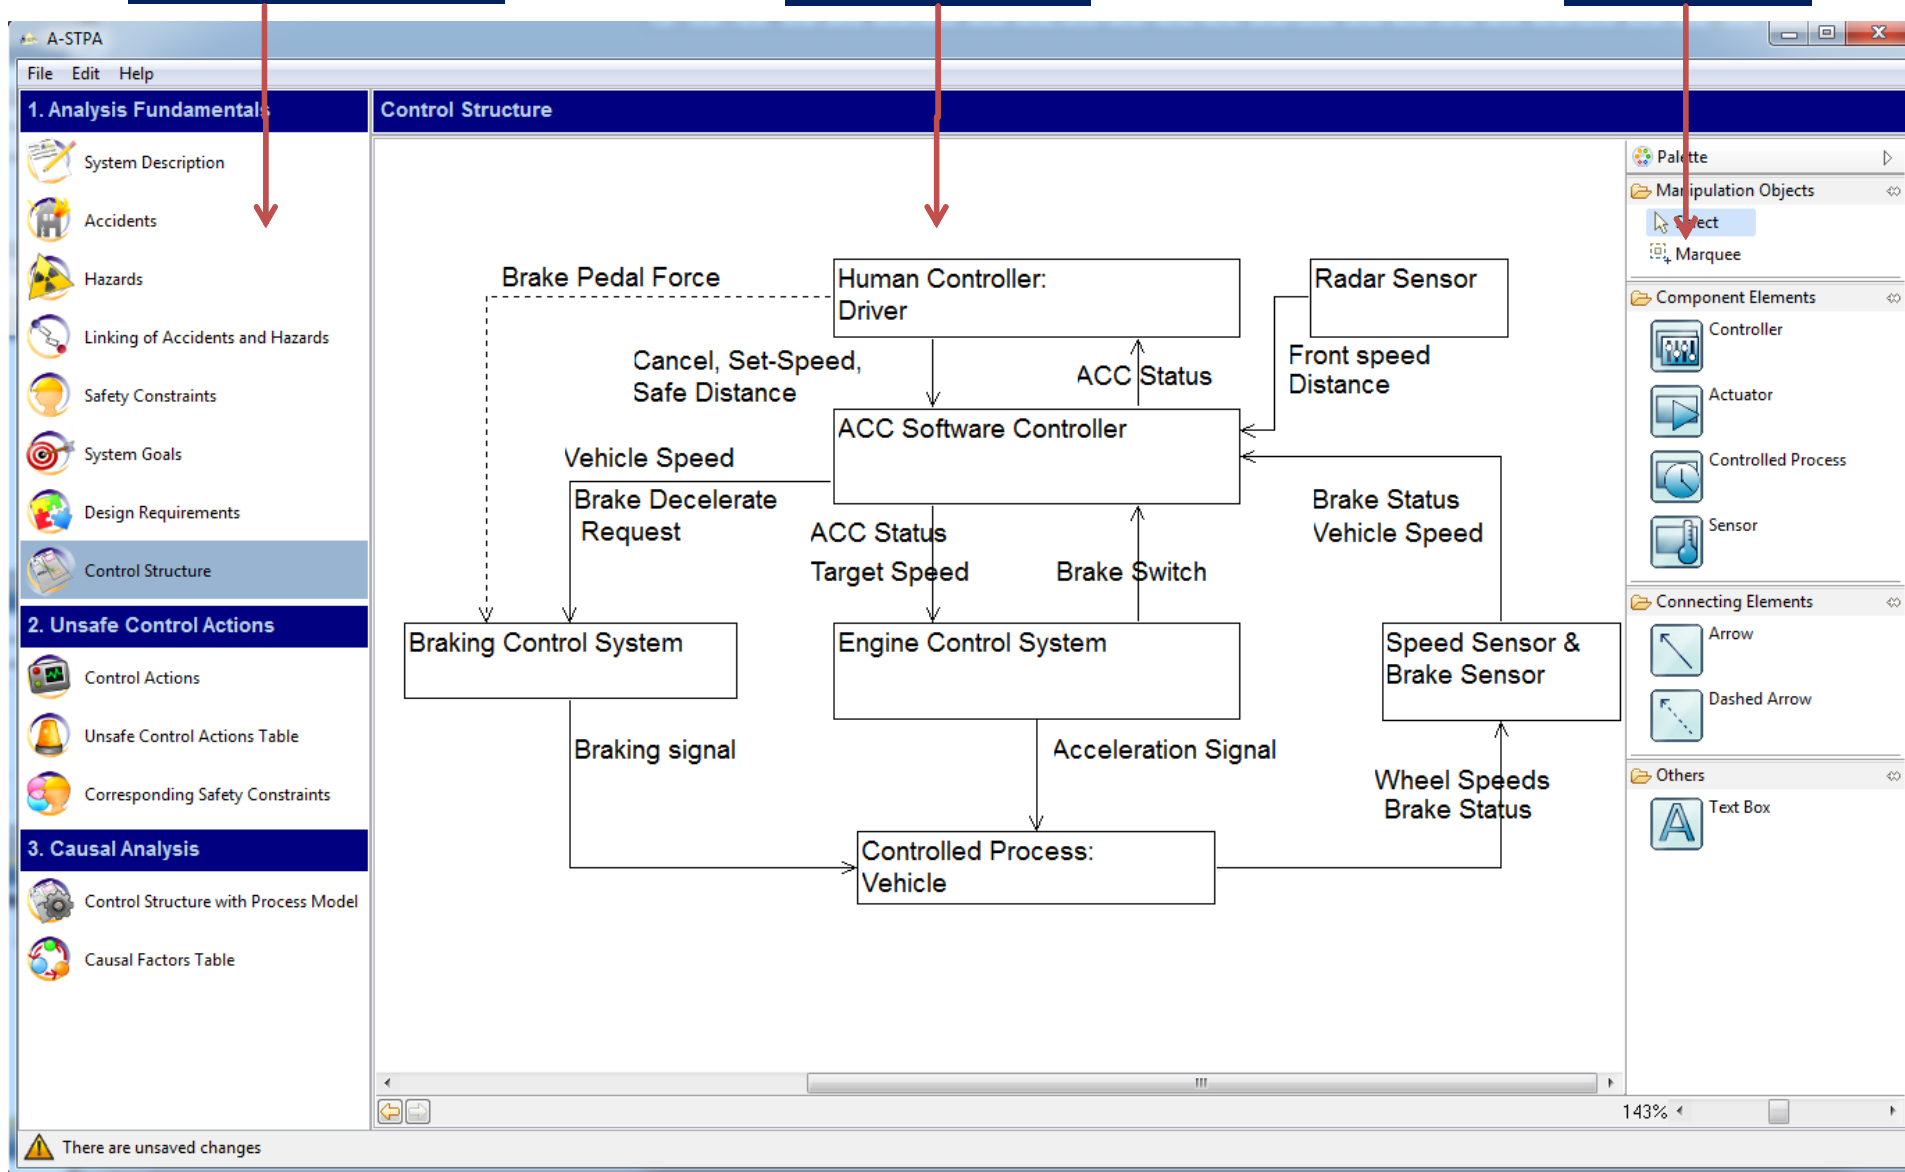 A-STPA
File Edit Help
1. Analysis Fundamentals
System Description
Accidents
Hazards
Linking of Accidents and Hazards
Safety Constraints
System Goals
Design Requirements
Control Structure
2. Unsafe Control Actions
Control Actions
Unsafe Control Actions Table
Corresponding Safety Constraints
3. Causal Analysis
Control Structure with Process Model
Causal Factors Table
Control Structure
Brake Pedal Force
Human Controller:
Driver
Radar Sensor
Cancel, Set-Speed,
Safe Distance
ACC Status
Front speed
Distance
ACC Software Controller
Vehicle Speed
Brake Decelerate
Request
ACC Status
Target Speed
Brake Switch
Brake Status
Vehicle Speed
Braking Control System
Engine Control System
Speed Sensor &
Brake Sensor
Braking signal
Acceleration Signal
Wheel Speeds
Brake Status
Controlled Process:
Vehicle
Palette
Manipulation Objects
Select
Marquee
Component Elements
Controller
Actuator
Controlled Process
Sensor
Connecting Elements
Arrow
Dashed Arrow
Others
Text Box
143%
There are unsaved changes